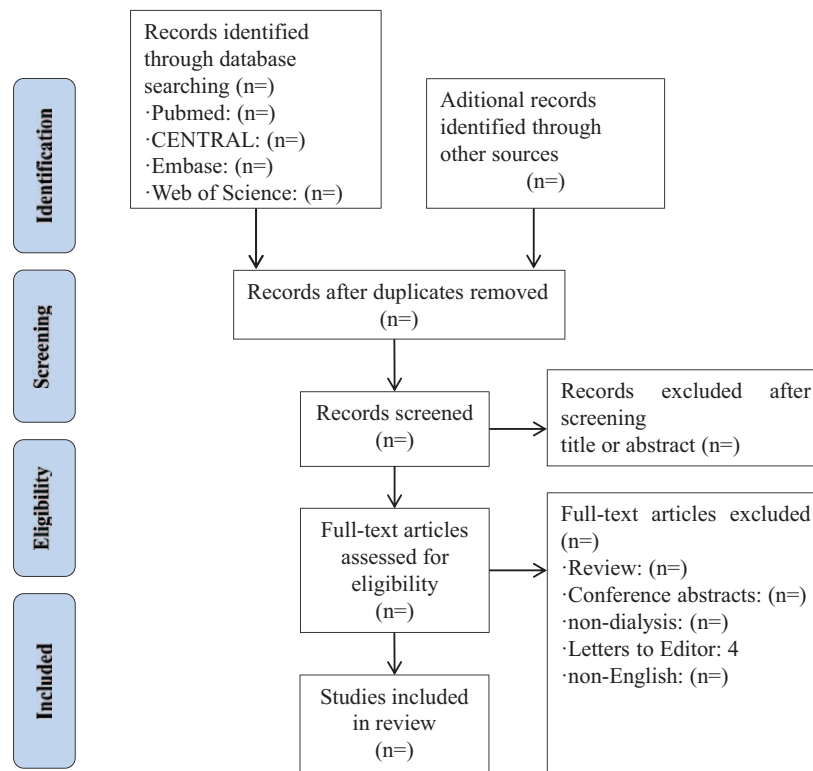 Identification
Records identified
through database
searching (n=)
·Pubmed: (n=)
·CENTRAL: (n=)
·Embase: (n=)
·Web of Science: (n=)
Aditional records
identified through
other sources
(n=)
Screening
Records after duplicates removed
(n=)
Records screened
(n=)
Records excluded after
screening
title or abstract (n=)
Eligibility
Full-text articles
assessed for
eligibility
(n=)
Full-text articles excluded
(n=)
·Review: (n=)
·Conference abstracts: (n=)
·non-dialysis: (n=)
·Letters to Editor: 4
·non-English: (n=)
Included
Studies included
in review
(n=)